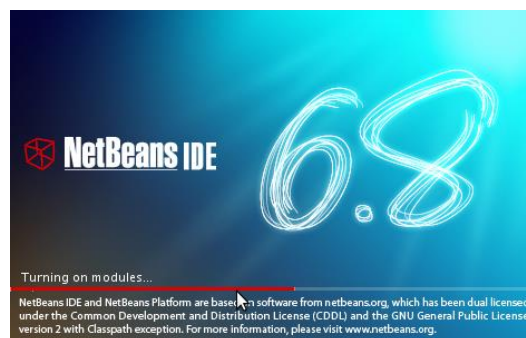 NetBeans IDE 6.8
Turning on modules...
NetBeans IDE and NetBeans Platform are based on software from netbeans.org, which has been dual licensed
under the Common Development and Distribution License (CDDL) and the GNU General Public License
version 2 with Classpath exception. For more information, please visit www.netbeans.org.